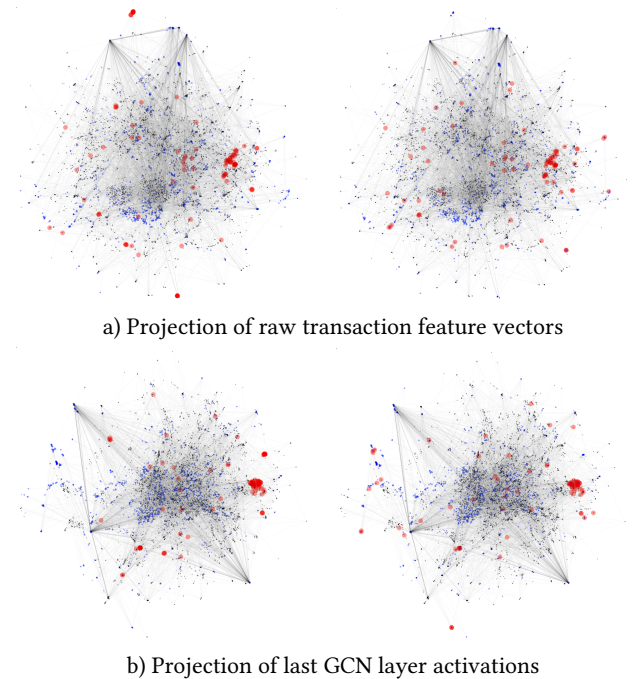 a) Projection of raw transaction feature vectors
b) Projection of last GCN layer activations